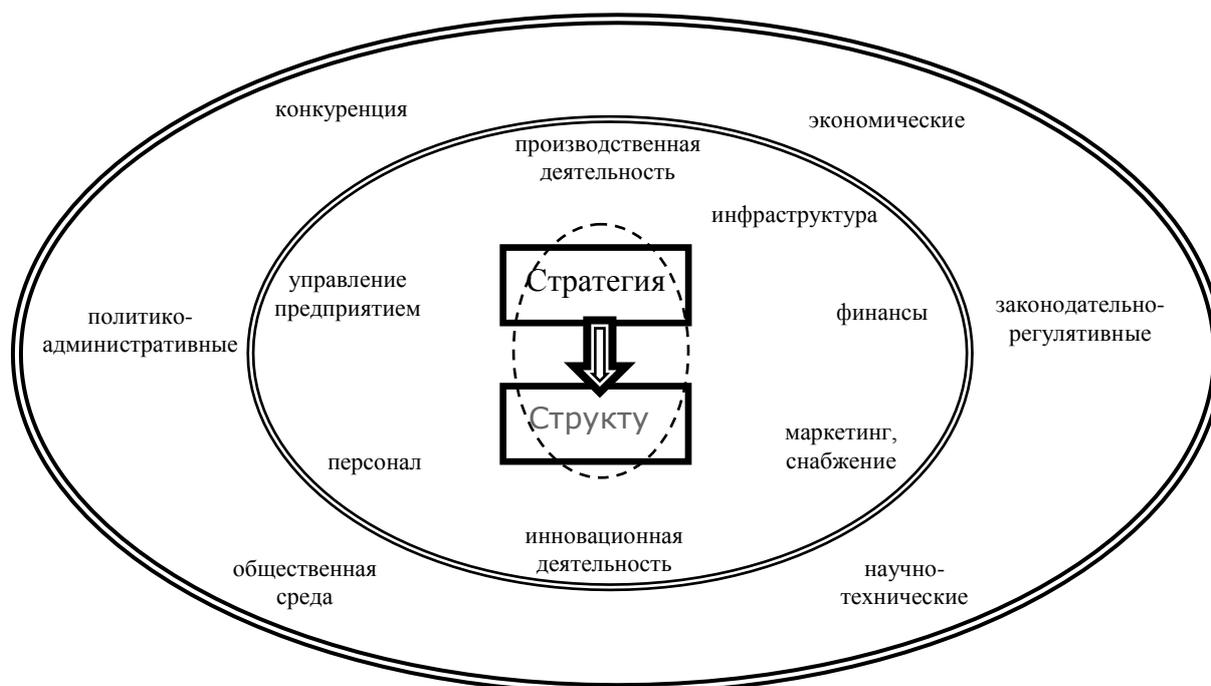 конкуренция
экономические
производственная
деятельность
инфраструктура
Стратегия
управление
предприятием
финансы
законодательно-
регулятивные
политико-
административные
Структу
маркетинг,
снабжение
персонал
инновационная
деятельность
общественная
среда
научно-
технические